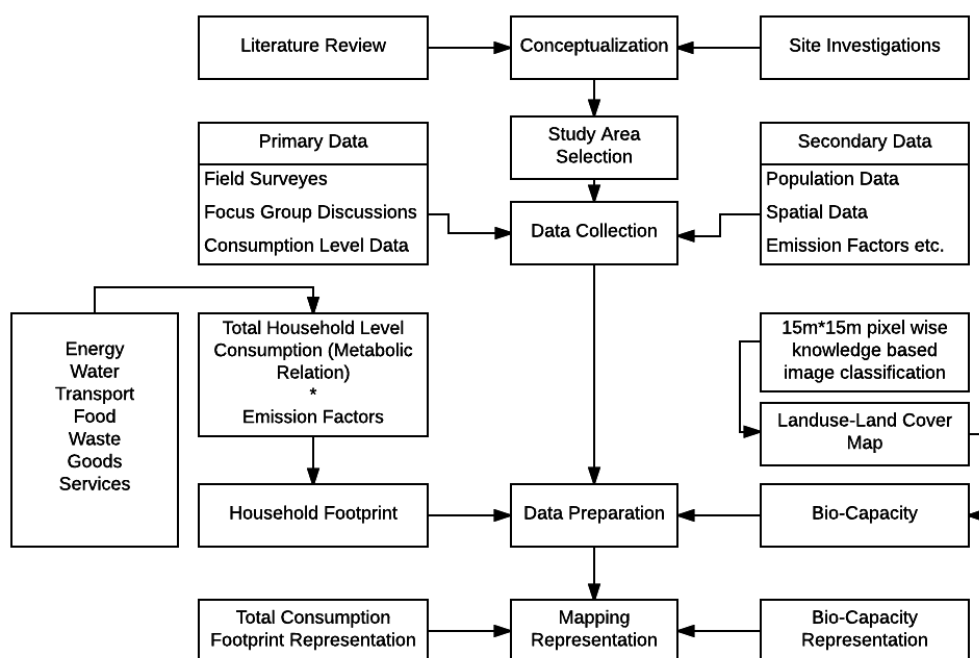 Literature Review
Conceptualization
Site Investigations
Study Area
Selection
Primary Data
Field Surveyes
Focus Group Discussions
Consumption Level Data
Secondary Data
Population Data
Spatial Data
Emission Factors etc.
Data Collection
Energy
Water
Transport
Food
Waste
Goods
Services
Total Household Level
Consumption (Metabolic
Relation)
*
Emission Factors
15m*15m pixel wise
knowledge based
image classification
Landuse-Land Cover
Map
Household Footprint
Data Preparation
Bio-Capacity
Total Consumption
Footprint Representation
Mapping
Representation
Bio-Capacity
Representation